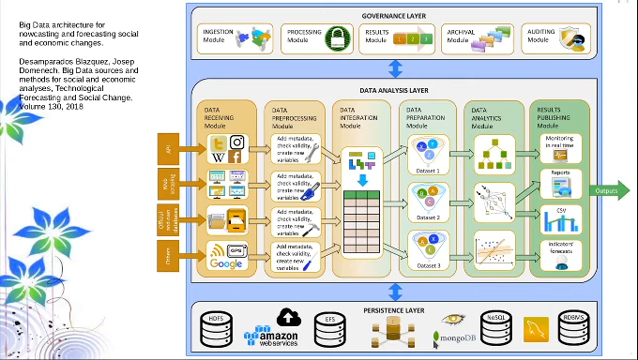 Big Data architecture for
nowcasting and forecasting social
and economic changes.
Desamparados Blazquez, Josep
Domenech. Big Data sources and
methods for social and economic
analyses, Technological
Forecasting and Social Change.
Volume 130, 2018
GOVERNANCE LAYER
INGESTION
Module
PROCESSING
Module
RESULTS
Module
ARCHIVAL
Module
AUDITING
Module
DATA ANALYSIS LAYER
DATA
RECEIVING
Module
DATA
PREPROCESSING
Module
DATA
INTEGRATION
Module
DATA
PREPARATION
Module
DATA
ANALYTICS
Module
RESULTS
PUBLISHING
Module
API
Web
Others
GPS
Google
Add metadata,
check validity,
create new
variables
Add metadata,
check validity,
create new
variables
Add metadata,
check validity,
create new
variables
Add metadata,
check validity,
create new
variables
Dataset 1
Dataset 2
Dataset 3
Monitoring
in real time
Reports
CSV
Indicators'
forecasts
Outputs
PERSISTENCE LAYER
HDFS
amazon
web services
EPS
mongoDB
NoSQL
RDBMS